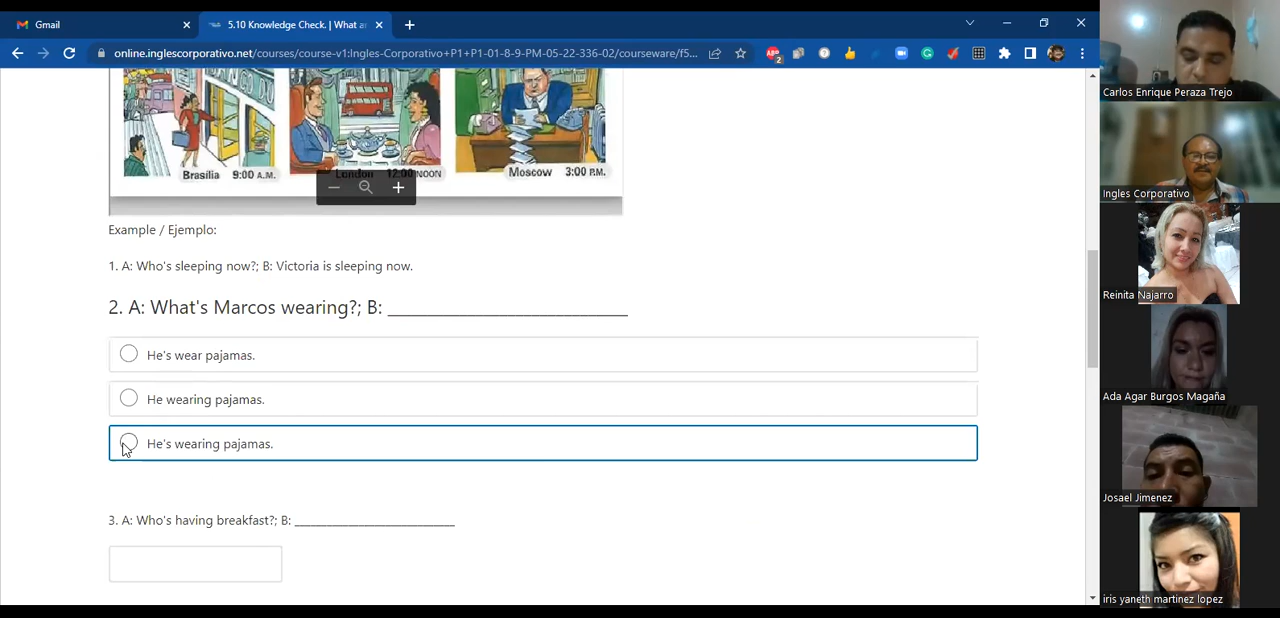 Gmail
5.10 Knowledge Check. | What ar
online.inglescorporativo.net/courses/course-v1:Ingles-Corporativo+P1+P1-01-8-9-PM-05-22-336-02/courseware/f5...
2
Brasília 9:00 A.M.
London 12:00 NOON
Moscow 3:00 P.M.
Example / Ejemplo:
1. A: Who's sleeping now?; B: Victoria is sleeping now.
2. A: What's Marcos wearing?; B: ________________________
He's wear pajamas.
He wearing pajamas.
He's wearing pajamas.
3. A: Who's having breakfast?; B: ________________________
Carlos Enrique Peraza Trejo
Ingles Corporativo
Reinita Najarro
Ada Agar Burgos Magaña
Josael Jimenez
iris yaneth martinez lopez